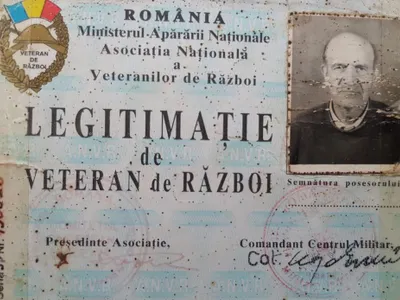 ROMÂNIA
Ministerul Apărării Naționale
Asociația Națională
a
Veteranilor de Război
VETERAN
DE
RĂZBOI
LEGITIMAȚIE
de
VETERAN de RĂZBOI
Semnătura posesorului
Președinte Asociație,
Comandant Centrul Militar,
Col.